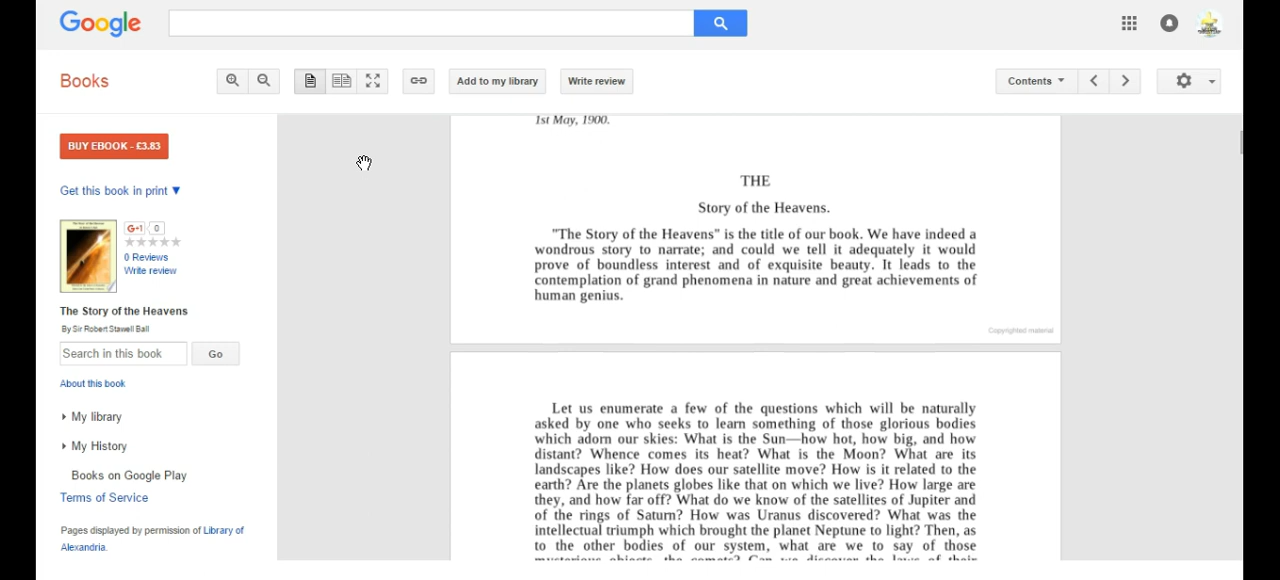 Google
Books
Add to my library
Write review
Contents
BUY EBOOK - £3.83
Get this book in print ▼
G+1 0
0 Reviews
Write review
The Story of the Heavens
By Sir Robert Stawell Ball
Search in this book
Go
About this book
My library
My History
Books on Google Play
Terms of Service
Pages displayed by permission of Library of
Alexandria.
1st May, 1900.
THE
Story of the Heavens.
"The Story of the Heavens" is the title of our book. We have indeed a
wondrous story to narrate; and could we tell it adequately it would
prove of boundless interest and of exquisite beauty. It leads to the
contemplation of grand phenomena in nature and great achievements of
human genius.
Copyrighted material
Let us enumerate a few of the questions which will be naturally
asked by one who seeks to learn something of those glorious bodies
which adorn our skies: What is the Sun—how hot, how big, and how
distant? Whence comes its heat? What is the Moon? What are its
landscapes like? How does our satellite move? How is it related to the
earth? Are the planets globes like that on which we live? How large are
they, and how far off? What do we know of the satellites of Jupiter and
of the rings of Saturn? How was Uranus discovered? What was the
intellectual triumph which brought the planet Neptune to light? Then, as
to the other bodies of our system, what are we to say of those
mysterious objects, the comets? Can we discover the laws of their